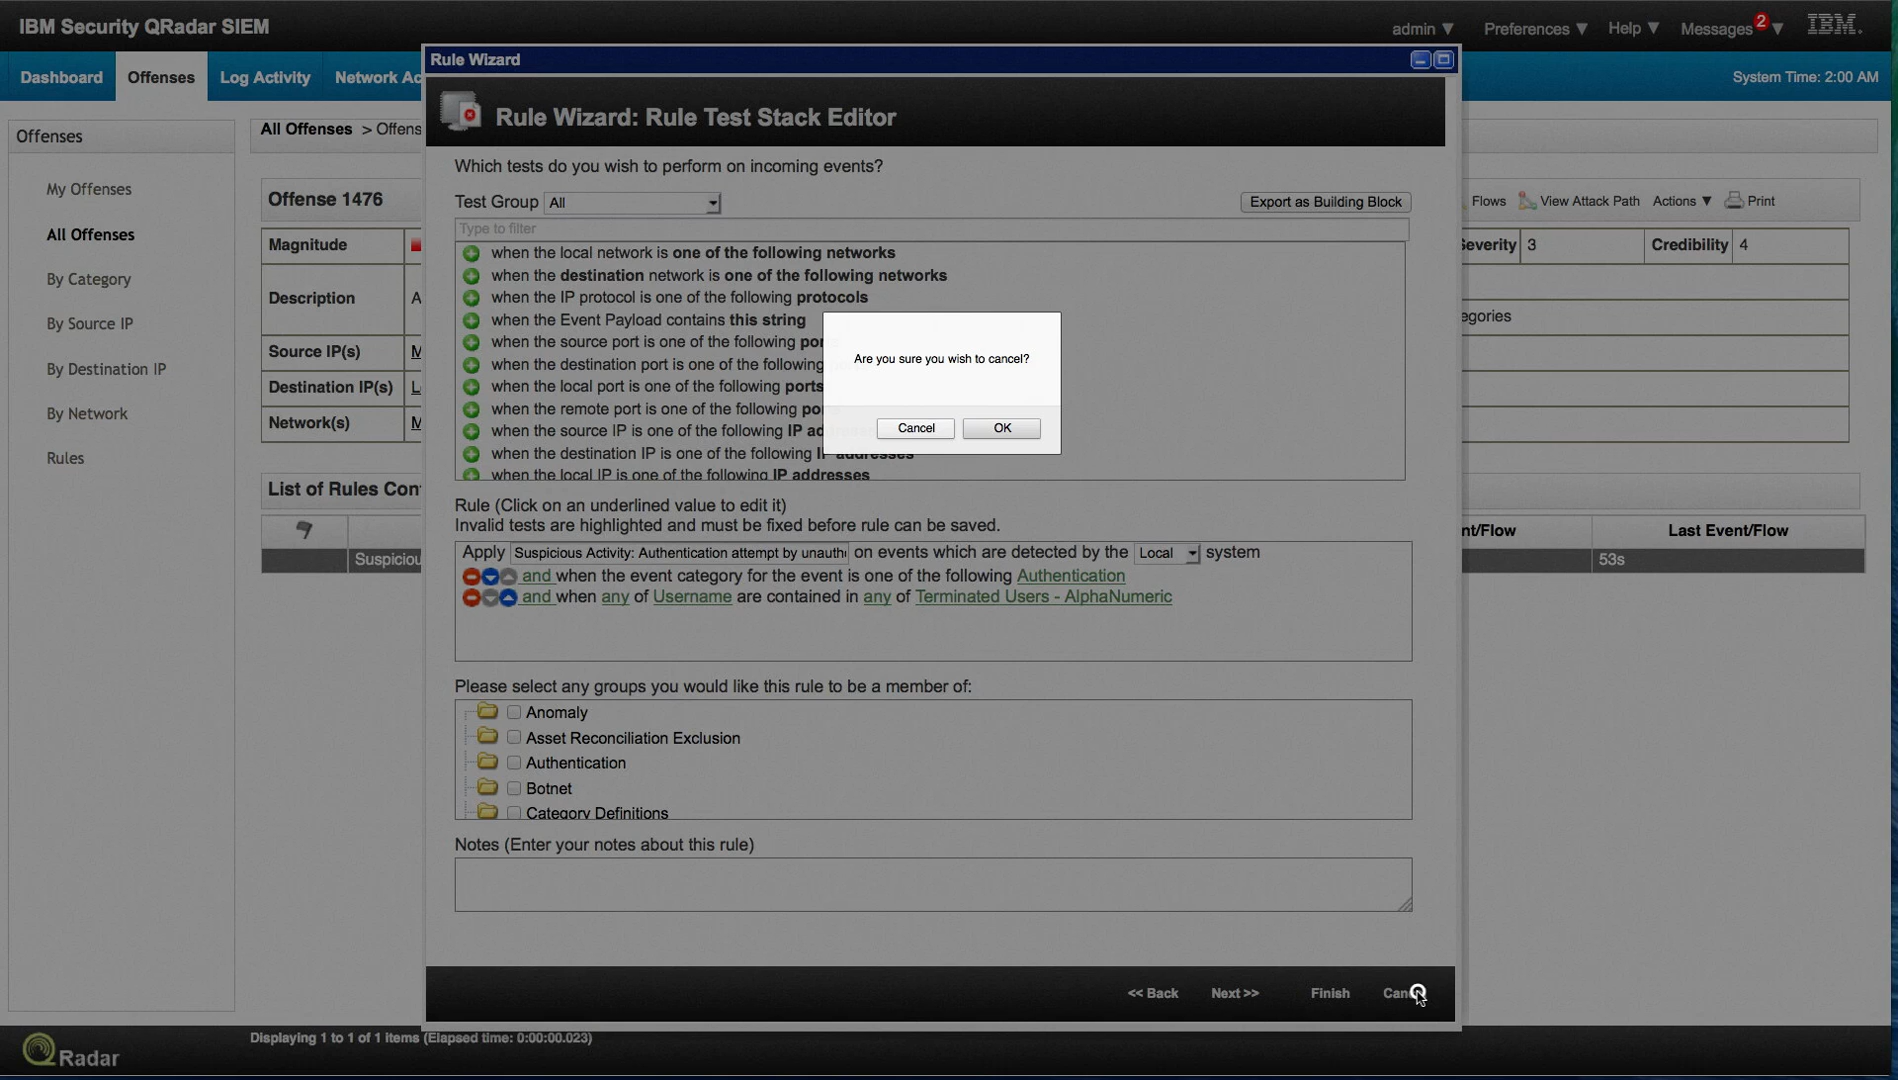 IBM Security QRadar SIEM
admin ▼ Preferences ▼ Help ▼ Messages 2 ▼ IBM.
Dashboard Offenses Log Activity Network Ac
System Time: 2:00 AM
Rule Wizard
Rule Wizard: Rule Test Stack Editor
Offenses
My Offenses
All Offenses
By Category
By Source IP
By Destination IP
By Network
Rules
All Offenses > Offens
Offense 1476
Magnitude
Description A
Source IP(s) M
Destination IP(s) L
Network(s) M
List of Rules Con
Suspiciou
Flows View Attack Path Actions ▼ Print
Severity 3 Credibility 4
egories
nt/Flow Last Event/Flow
53s
Which tests do you wish to perform on incoming events?
Test Group All Export as Building Block
Type to filter
when the local network is one of the following networks
when the destination network is one of the following networks
when the IP protocol is one of the following protocols
when the Event Payload contains this string
when the source port is one of the following por
when the destination port is one of the following
when the local port is one of the following ports
when the remote port is one of the following por
when the source IP is one of the following IP ad
when the destination IP is one of the following IP addresses
when the local IP is one of the following IP addresses
Are you sure you wish to cancel?
Cancel OK
Rule (Click on an underlined value to edit it)
Invalid tests are highlighted and must be fixed before rule can be saved.
Apply Suspicious Activity: Authentication attempt by unauth on events which are detected by the Local system
and when the event category for the event is one of the following Authentication
and when any of Username are contained in any of Terminated Users - AlphaNumeric
Please select any groups you would like this rule to be a member of:
Anomaly
Asset Reconciliation Exclusion
Authentication
Botnet
Category Definitions
Notes (Enter your notes about this rule)
<< Back Next >> Finish Canc
Displaying 1 to 1 of 1 items (Elapsed time: 0:00:00.023)
QRadar